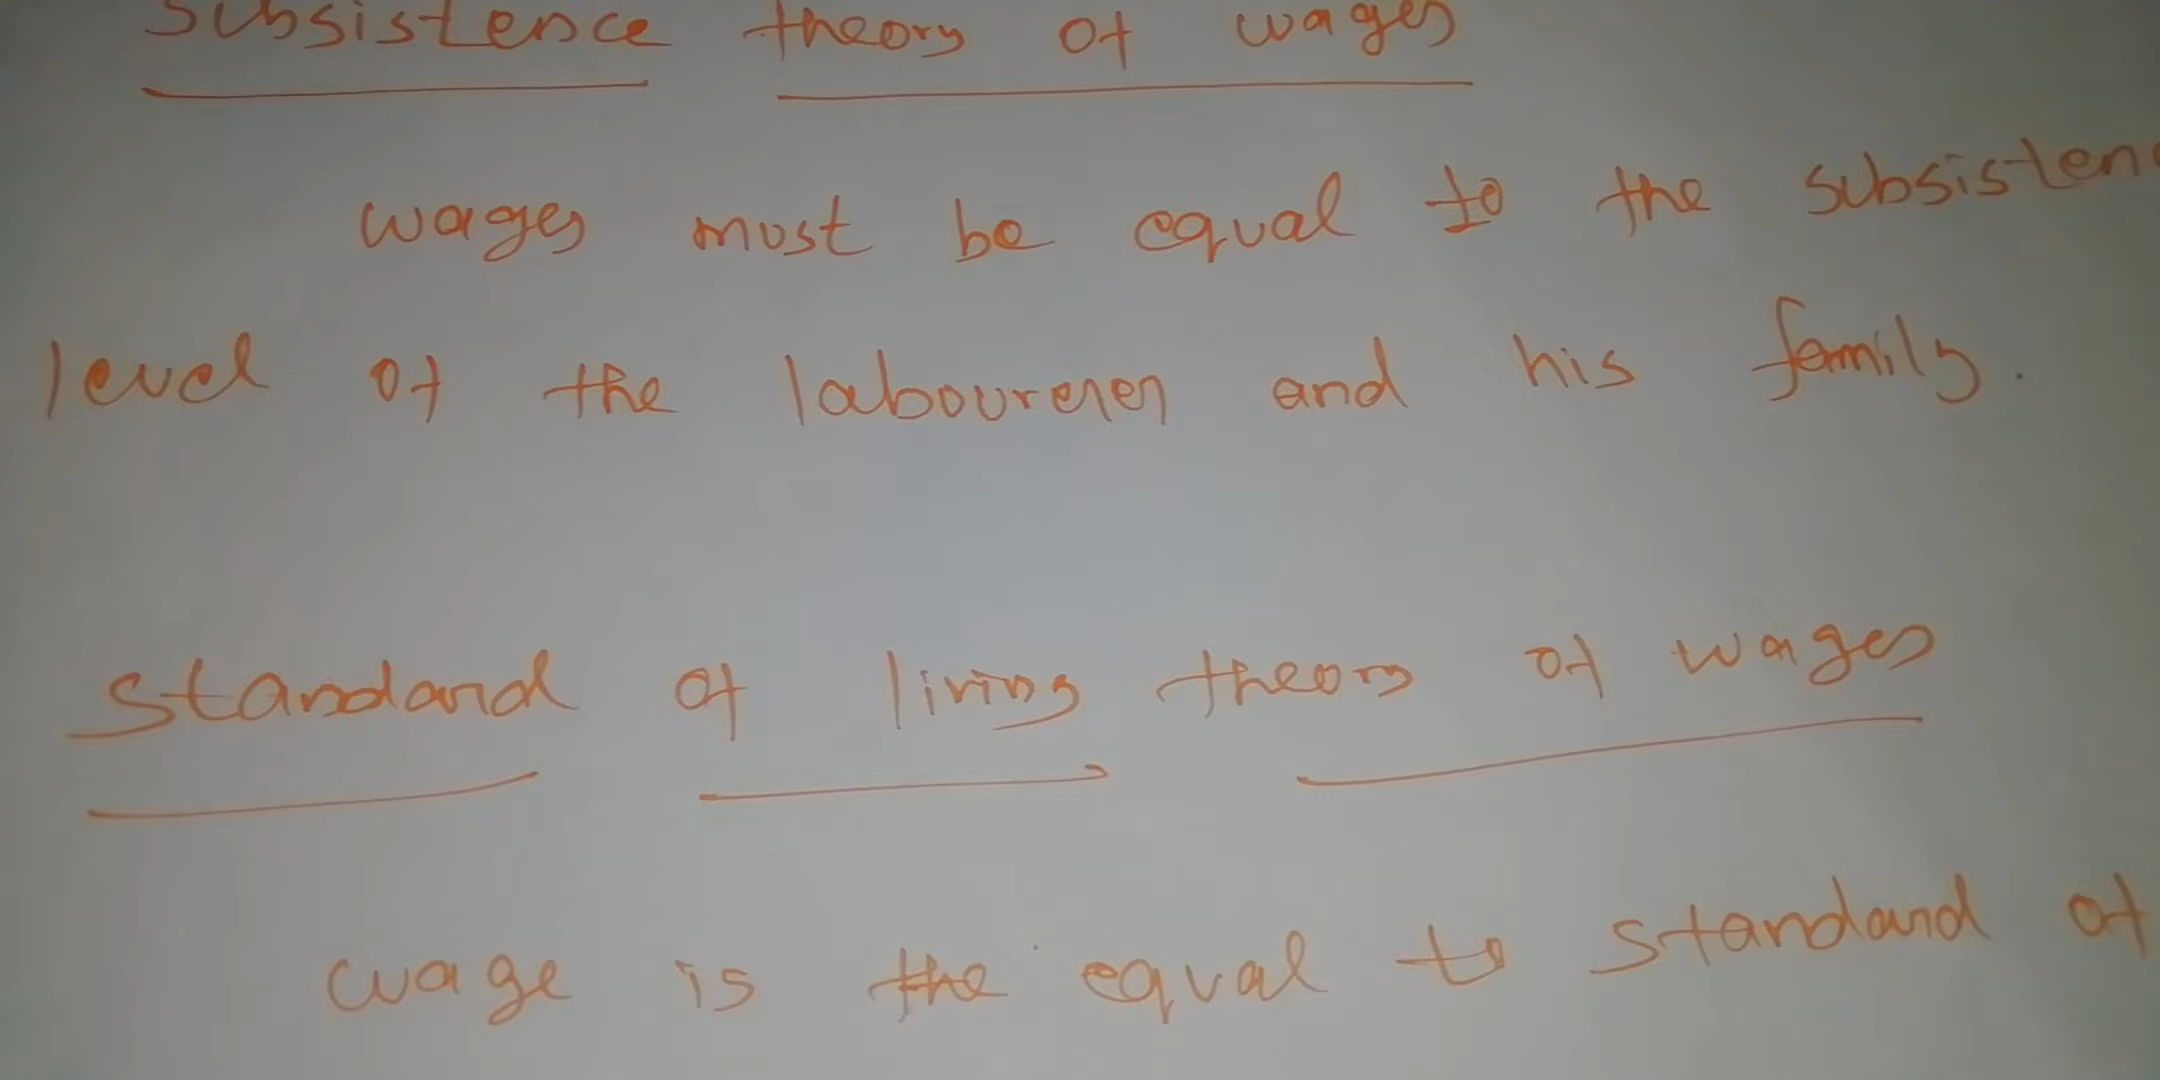 Subsistence theory of wages
wages must be equal to the subsisten
level of the labourerer and his family.
Standard of living theory of wages
wage is the equal to standard of